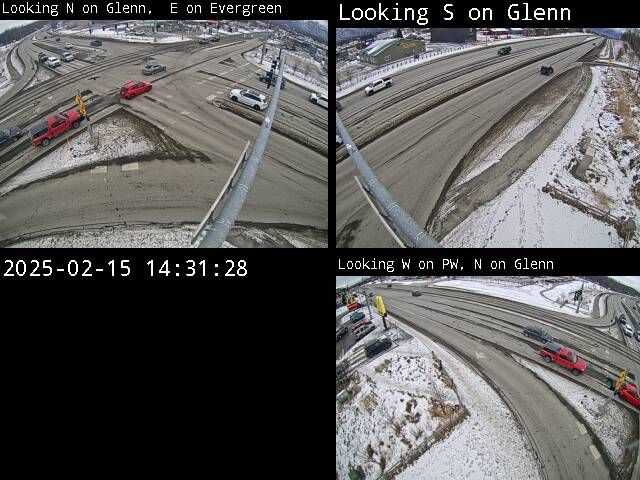 Looking N on Glenn, E on Evergreen
Looking S on Glenn
2025-02-15 14:31:28
Looking W on PW, N on Glenn